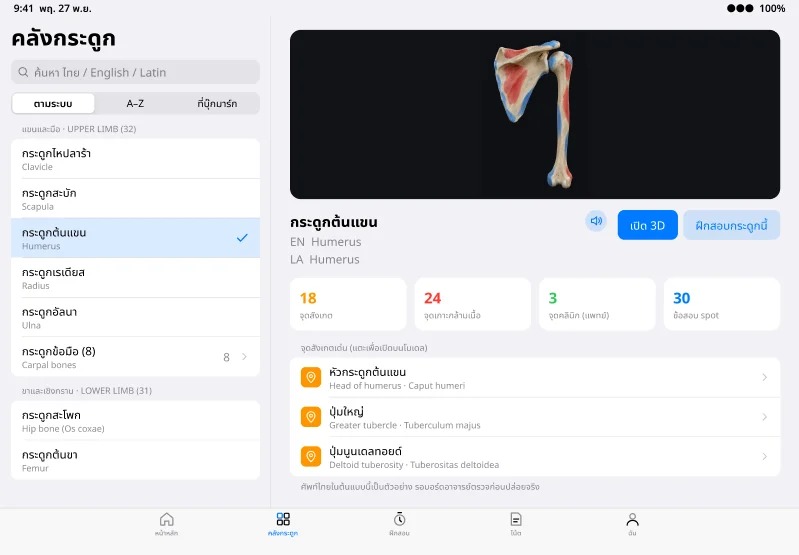 9:41 พฤ. 27 พ.ย.
100%
คลังกระดูก
ค้นหา ไทย / English / Latin
ตามระบบ
A–Z
ที่บุ๊กมาร์ก
แขนและมือ · UPPER LIMB (32)
กระดูกไหปลาร้า
Clavicle
กระดูกสะบัก
Scapula
กระดูกต้นแขน
Humerus
กระดูกเรเดียส
Radius
กระดูกอัลนา
Ulna
กระดูกข้อมือ (8)
Carpal bones
8
ขาและเชิงกราน · LOWER LIMB (31)
กระดูกสะโพก
Hip bone (Os coxae)
กระดูกต้นขา
Femur
กระดูกต้นแขน
EN Humerus
LA Humerus
เปิด 3D
ฝึกสอบกระดูกนี้
18
จุดสังเกต
24
จุดเกาะกล้ามเนื้อ
3
จุดคลินิก (แพทย์)
30
ข้อสอบ spot
จุดสังเกตเด่น (แตะเพื่อเปิดบนโมเดล)
หัวกระดูกต้นแขน
Head of humerus · Caput humeri
ปุ่มใหญ่
Greater tubercle · Tuberculum majus
ปุ่มนูนเดลทอยด์
Deltoid tuberosity · Tuberositas deltoidea
ศัพท์ไทยในต้นแบบนี้เป็นตัวอย่าง รอบอร์ดอาจารย์ตรวจก่อนปล่อยจริง
หน้าหลัก
คลังกระดูก
ฝึกสอบ
โน้ต
ฉัน